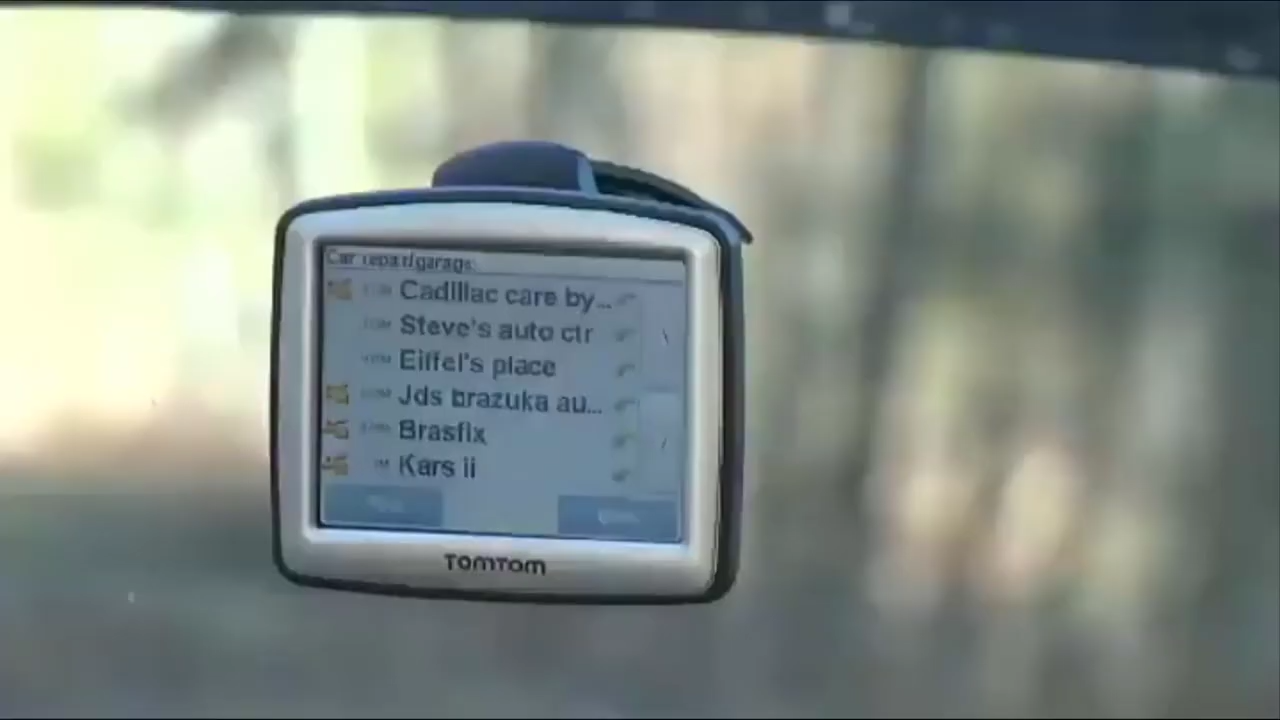 Car repair/garage
Cadillac care by...
Steve's auto ctr
Eiffel's place
Jds brazuka au...
Brasfix
Kars ii
TOMTOM